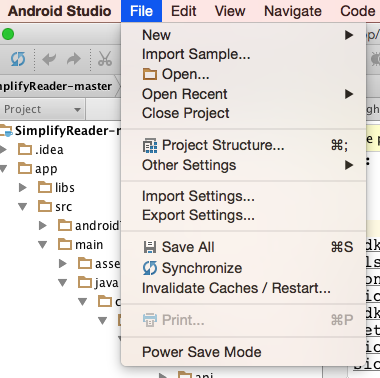 Android Studio File Edit View Navigate Code
New
Import Sample...
Open...
Open Recent
Close Project
Project Structure... ⌘;
Other Settings
Import Settings...
Export Settings...
Save All ⌘S
Synchronize
Invalidate Caches / Restart...
Print... ⌘P
Power Save Mode
plifyReader-master
Project
SimplifyReader-
.idea
app
libs
src
android
main
asse
java
c
api